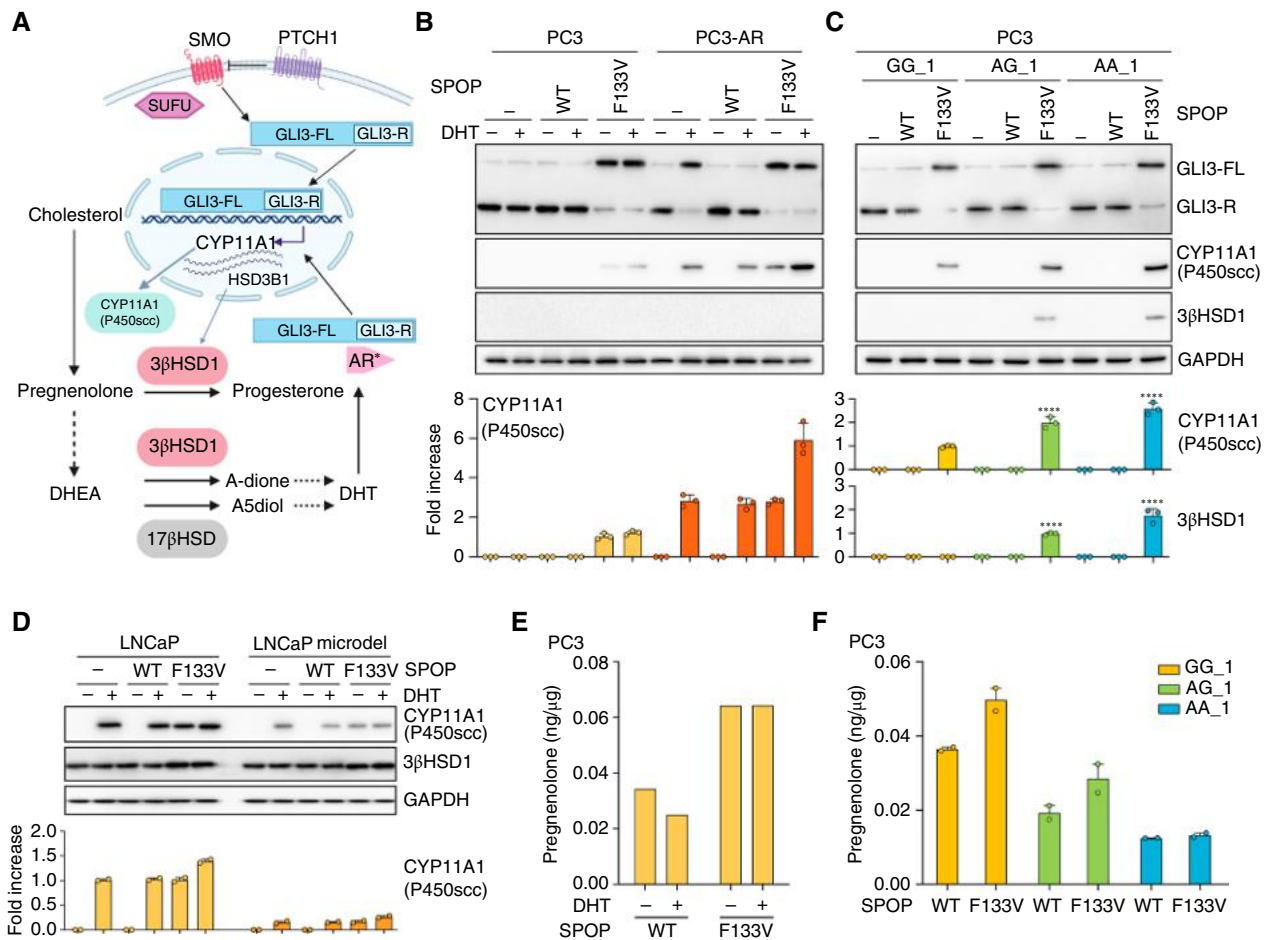 A
SMO
PTCH1
SUFU
GLI3-FL
GLI3-R
GLI3-FL
GLI3-R
Cholesterol
CYP11A1
HSD3B1
CYP11A1
(P450scc)
GLI3-FL
GLI3-R
AR*
3βHSD1
Pregnenolone
Progesterone
3βHSD1
DHEA
A-dione
A5diol
DHT
17βHSD
B
PC3
PC3-AR
SPOP
– WT F133V – WT F133V
DHT – + – + – + – + – + – +
8
6
4
2
0
Fold increase
CYP11A1
(P450scc)
C
PC3
GG_1 AG_1 AA_1
– WT F133V – WT F133V – WT F133V
SPOP
GLI3-FL
GLI3-R
CYP11A1
(P450scc)
3βHSD1
GAPDH
3
2
1
0
****
****
CYP11A1
(P450scc)
3
2
1
0
****
****
3βHSD1
D
LNCaP
LNCaP microdel
– WT F133V – WT F133V SPOP
– + – + – + – + – + – + DHT
CYP11A1
(P450scc)
3βHSD1
GAPDH
2.0
1.5
1.0
0.5
0.0
Fold increase
CYP11A1
(P450scc)
E
PC3
0.08
0.06
0.04
0.02
0.00
Pregnenolone (ng/μg)
– + – +
DHT
SPOP
WT F133V
F
PC3
0.06
0.04
0.02
0.00
Pregnenolone (ng/μg)
GG_1
AG_1
AA_1
SPOP WT F133V WT F133V WT F133V